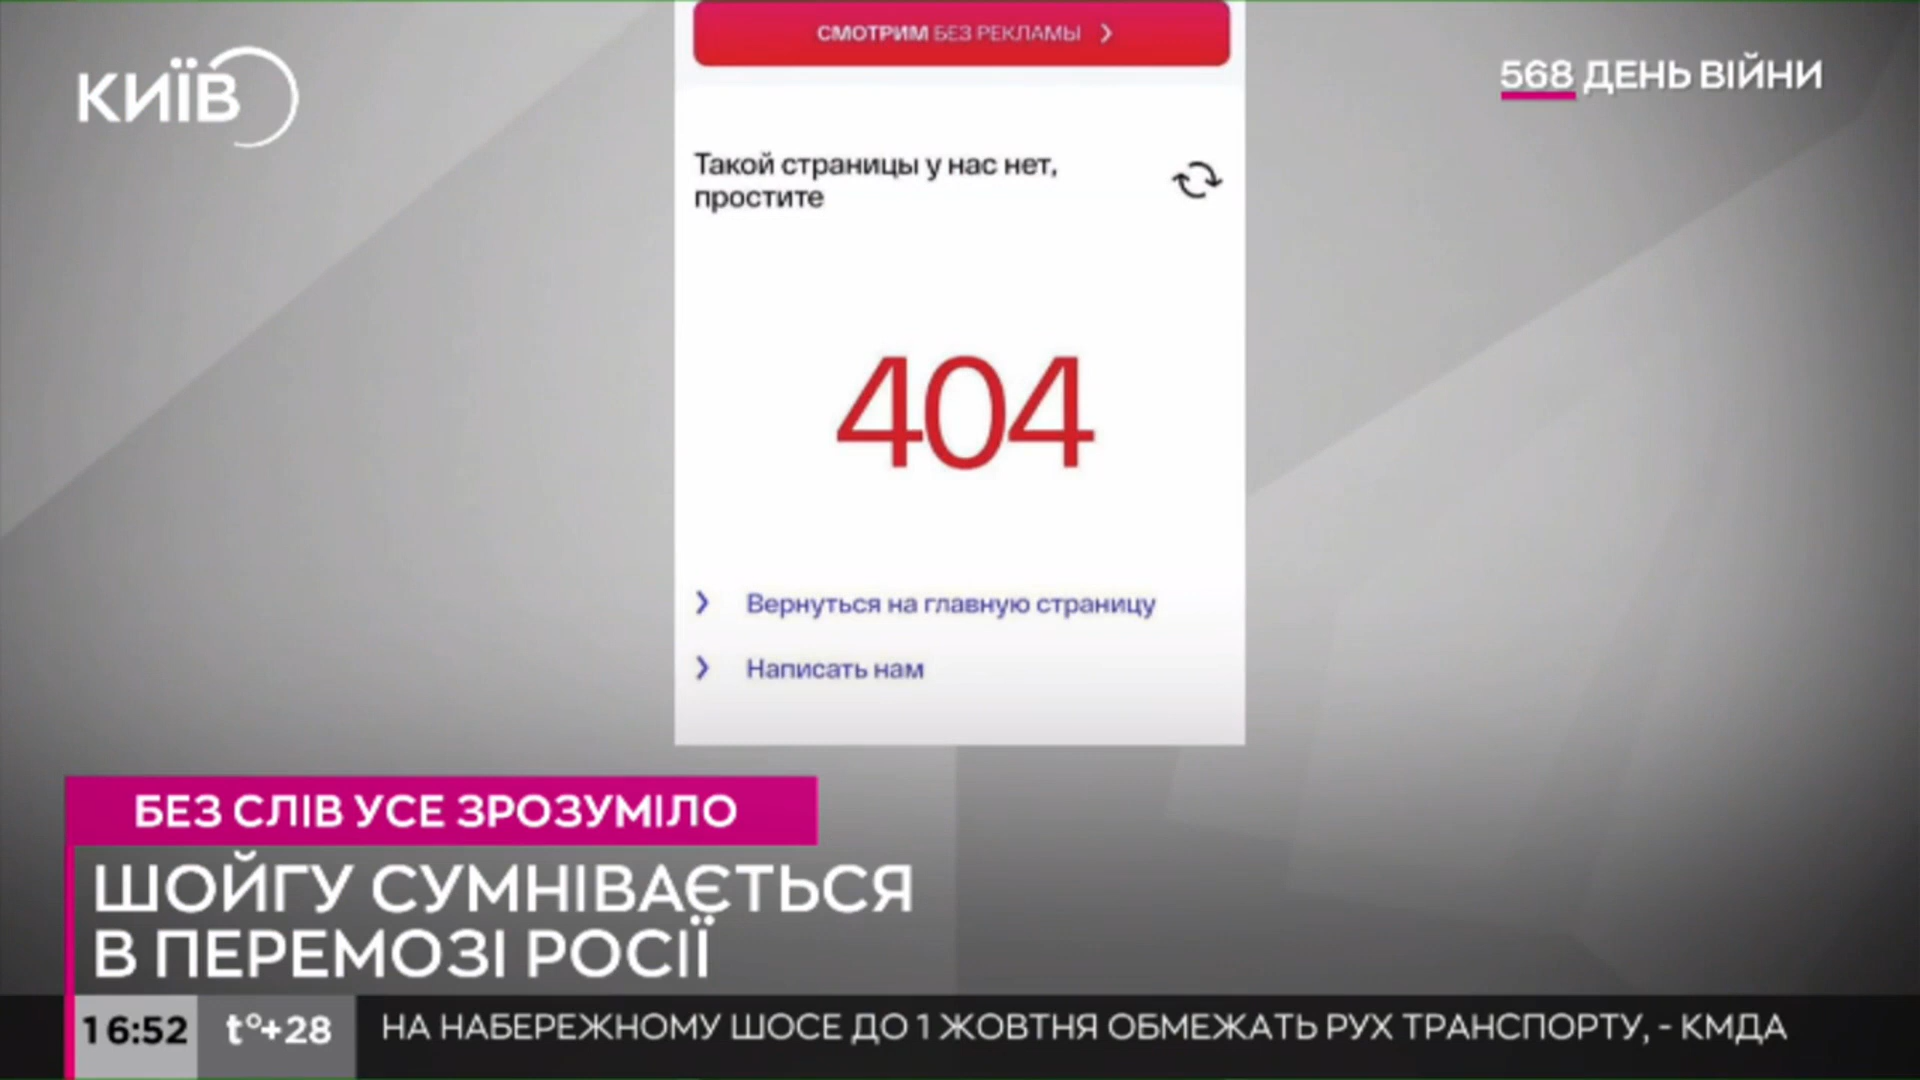 СМОТРИМ БЕЗ РЕКЛАМЫ
КИЇВ
568 ДЕНЬ ВІЙНИ
Такой страницы у нас нет,
простите
404
Вернуться на главную страницу
Написать нам
БЕЗ СЛІВ УСЕ ЗРОЗУМІЛО
ШОЙГУ СУМНІВАЄТЬСЯ
В ПЕРЕМОЗІ РОСІЇ
16:52 t°+28 НА НАБЕРЕЖНОМУ ШОСЕ ДО 1 ЖОВТНЯ ОБМЕЖАТЬ РУХ ТРАНСПОРТУ, - КМДА